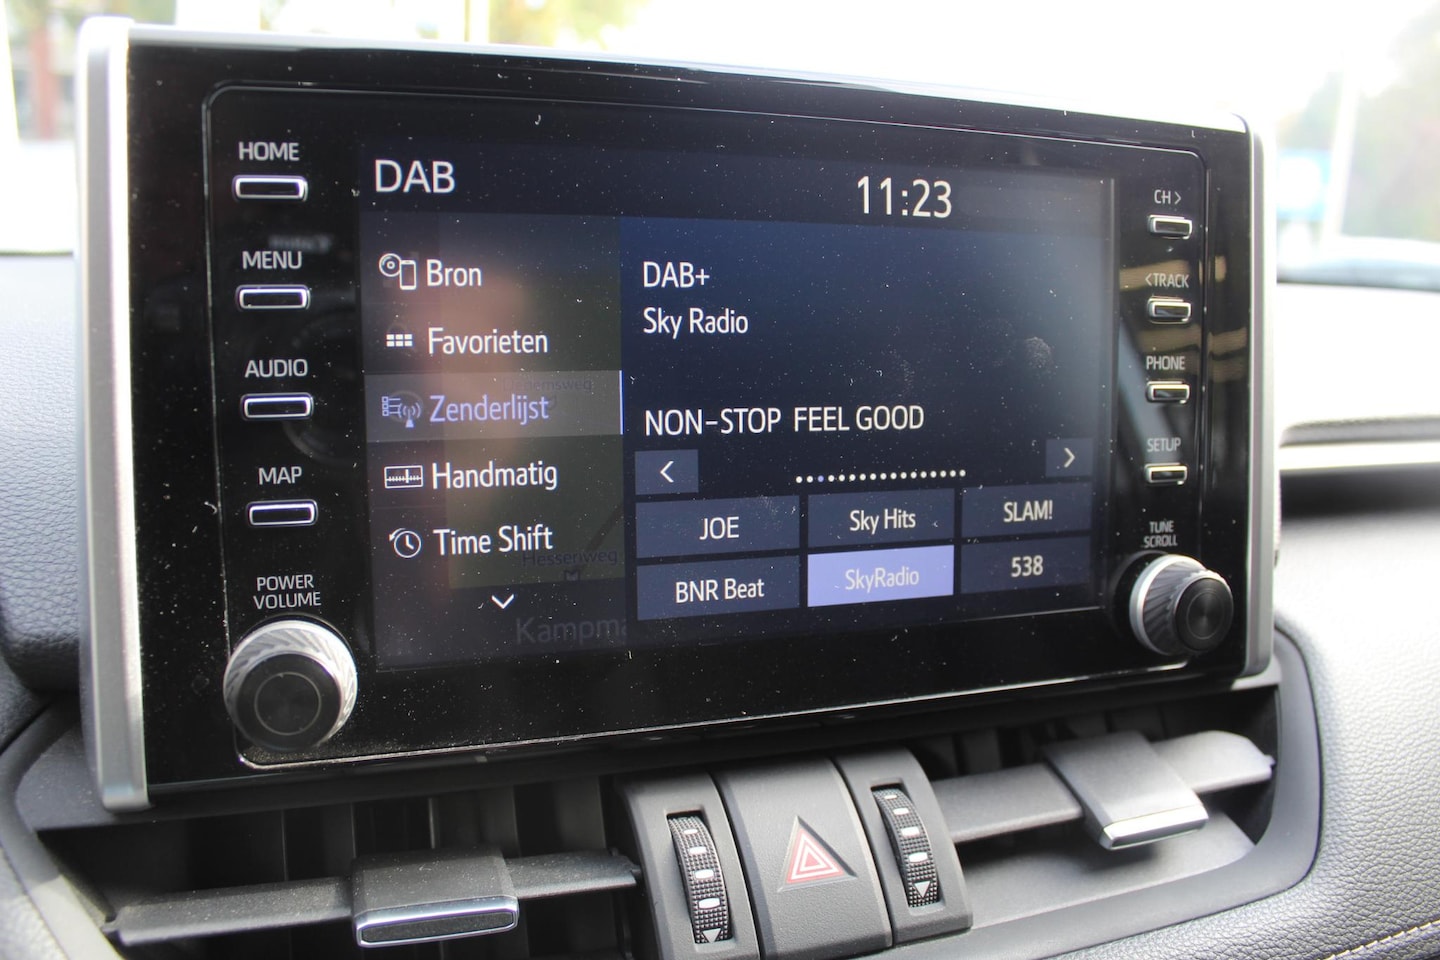 HOME
MENU
AUDIO
MAP
POWER
VOLUME
DAB
11:23
Bron
Favorieten
Zenderlijst
Handmatig
Time Shift
Hessenweg
DAB+
Sky Radio
NON-STOP FEEL GOOD
<
>
JOE
Sky Hits
SLAM!
BNR Beat
SkyRadio
538
CH >
< TRACK
PHONE
SETUP
TUNE
SCROLL